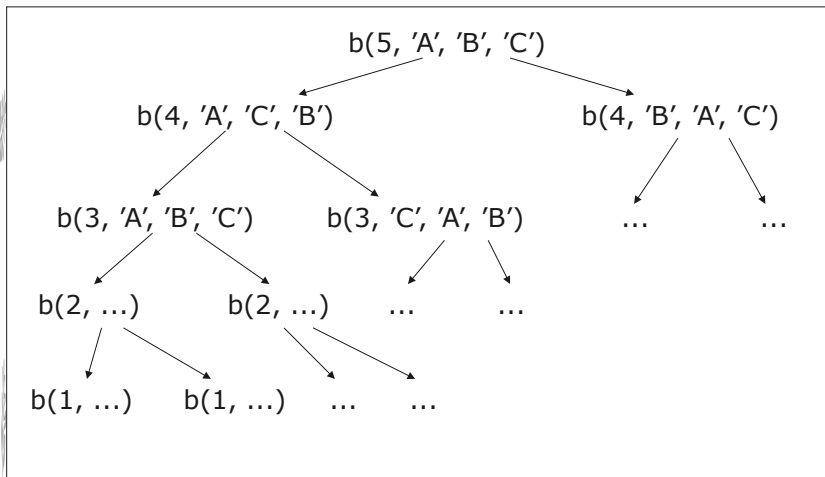 b(5, ’A’, ’B’, ’C’)
b(4, ’A’, ’C’, ’B’) b(4, ’B’, ’A’, ’C’)
b(3, ’A’, ’B’, ’C’) b(3, ’C’, ’A’, ’B’) ... ...
b(2, ...) b(2, ...) ... ...
b(1, ...) b(1, ...) ... ...